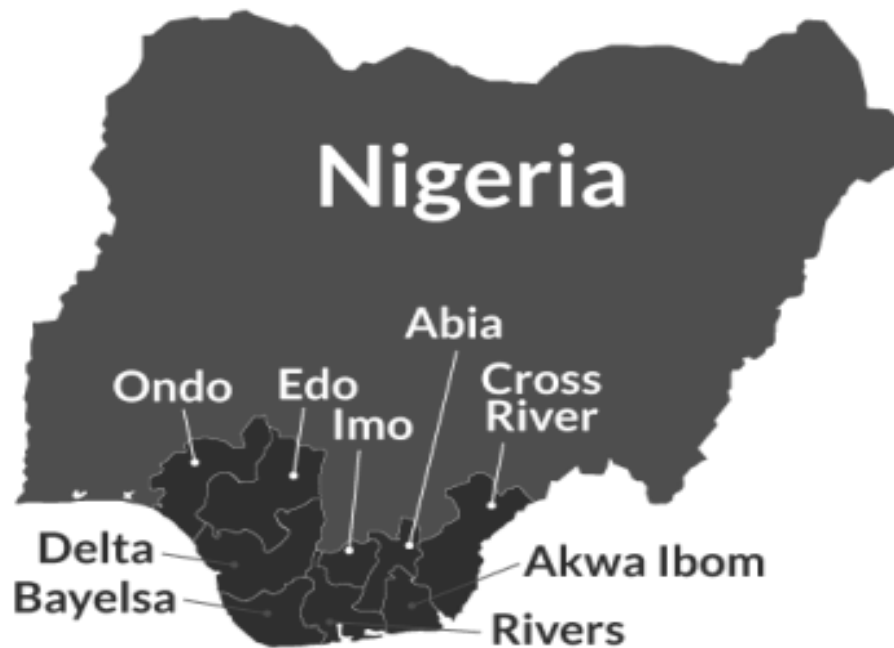 Nigeria
Abia
Cross
River
Ondo
Edo
Imo
Delta
Bayelsa
Akwa Ibom
Rivers